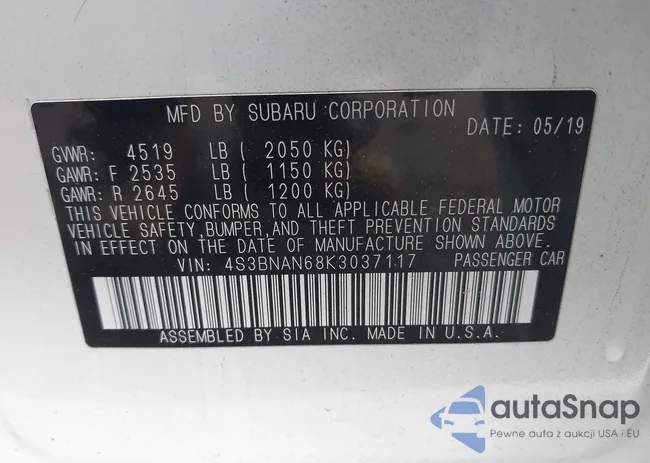 MFD BY SUBARU CORPORATION
DATE: 05/19
GVWR: 4519 LB ( 2050 KG)
GAWR: F 2535 LB ( 1150 KG)
GAWR: R 2645 LB ( 1200 KG)
THIS VEHICLE CONFORMS TO ALL APPLICABLE FEDERAL MOTOR
VEHICLE SAFETY, BUMPER, AND THEFT PREVENTION STANDARDS
IN EFFECT ON THE DATE OF MANUFACTURE SHOWN ABOVE.
VIN: 4S3BNAN68K3037117 PASSENGER CAR
ASSEMBLED BY SIA INC. MADE IN U.S.A.
autaSnap
Pewne auta z aukcji USA i EU